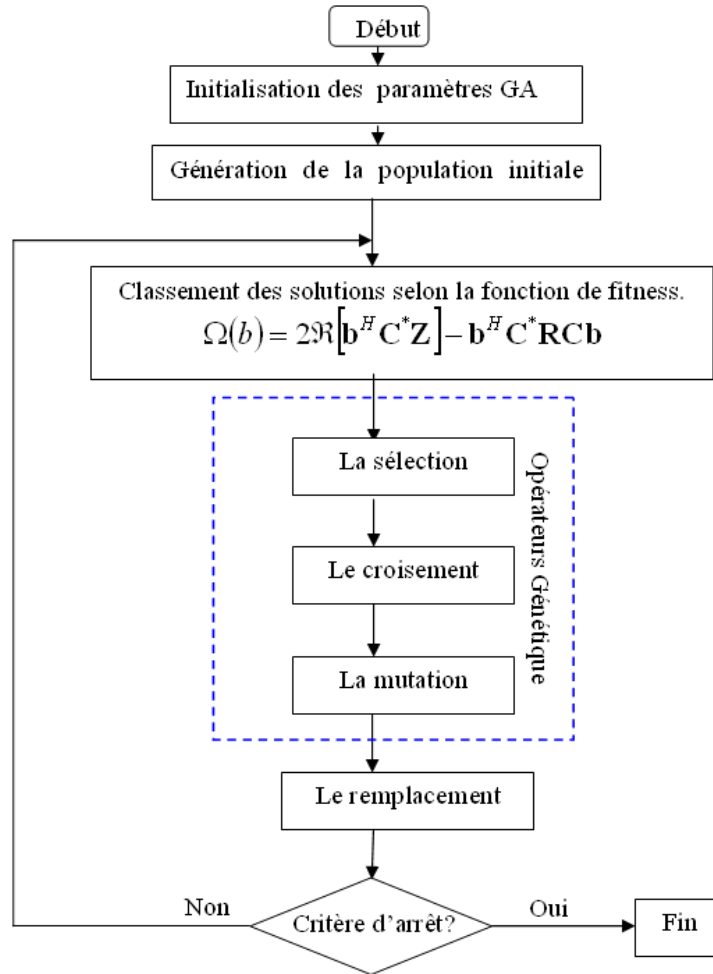 Début
Initialisation des paramètres GA
Génération de la population initiale
Classement des solutions selon la fonction de fitness.
Ω(b) = 2ℜ[b^H C^* Z] − b^H C^* RCb
La sélection
Le croisement
La mutation
Opérateurs Génétique
Le remplacement
Critère d’arrêt?
Non
Oui
Fin